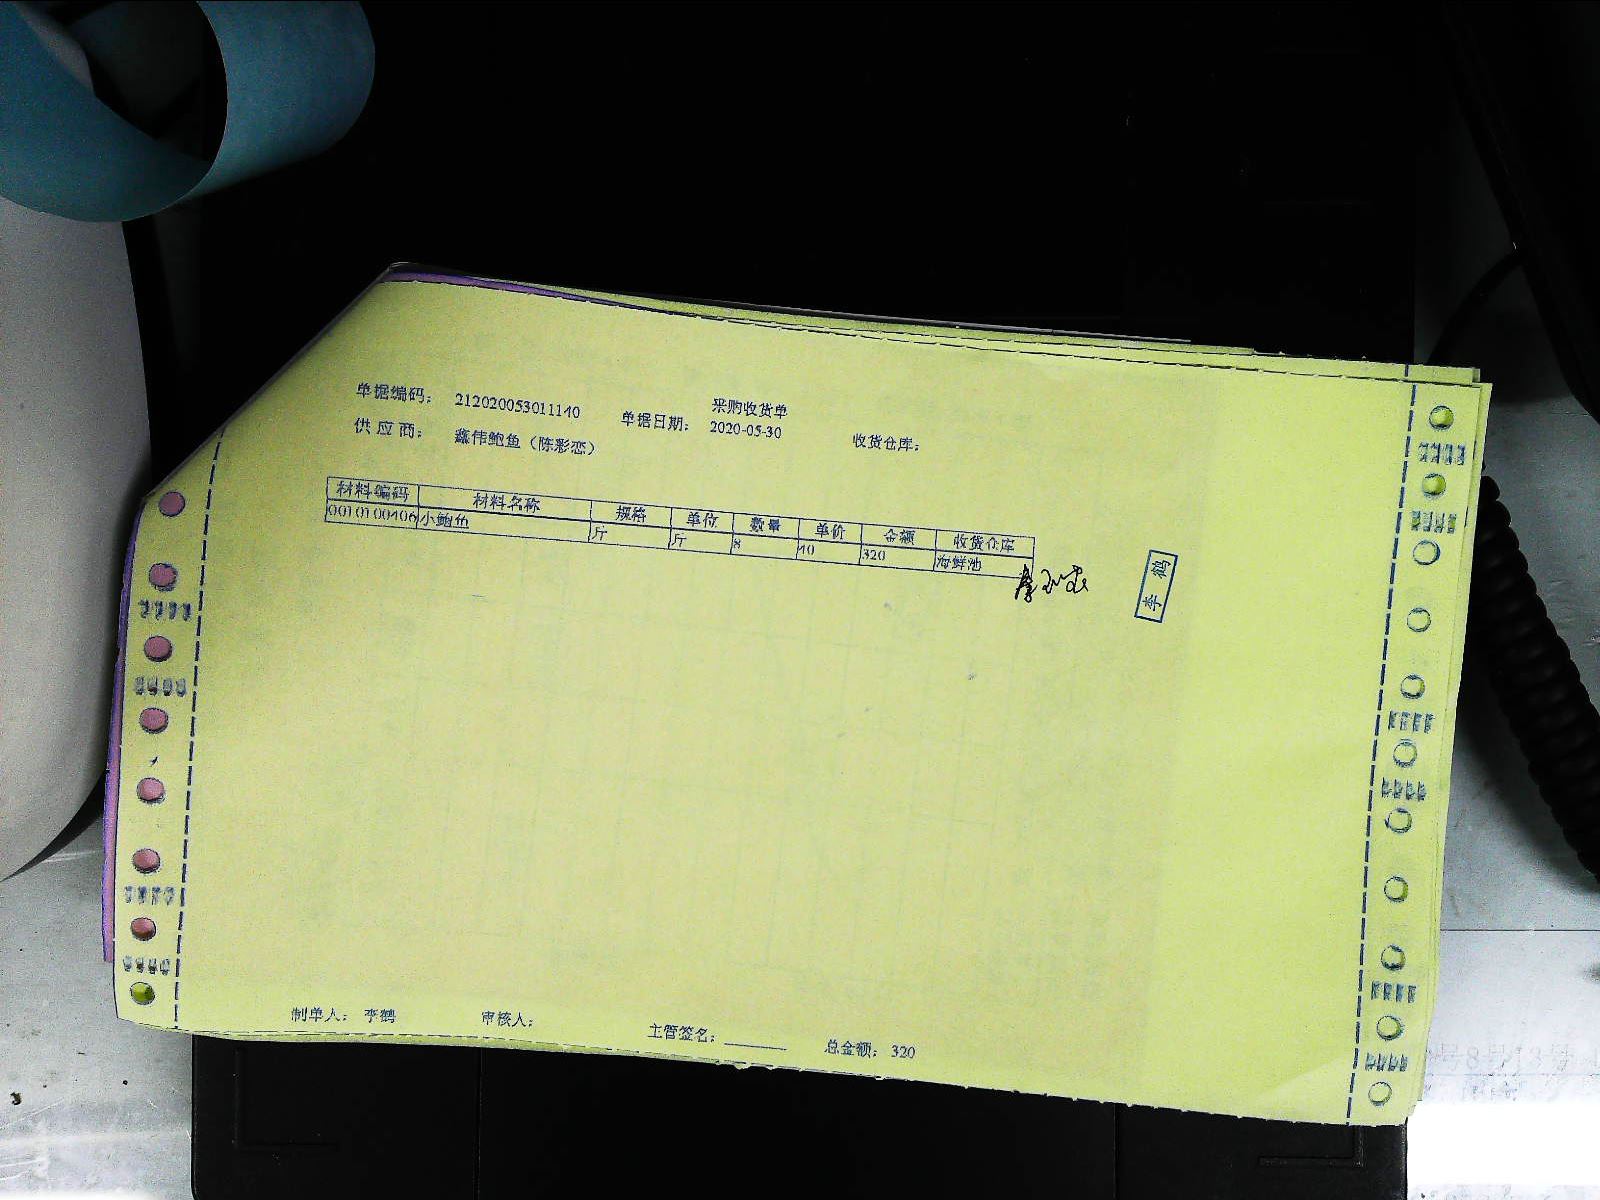 采购收货单
单据编码： 212020053011140 单据日期： 2020-05-30 收货仓库：
供 应 商： 鑫伟鲍鱼（陈彩恋）
材料编码 材料名称 规格 单位 数量 单价 金额 收货仓库
0010100406 小鲍鱼 斤 斤 8 40 320 海鲜池
李鹤
制单人： 李鹤 审核人： 主管签名： 总金额： 320